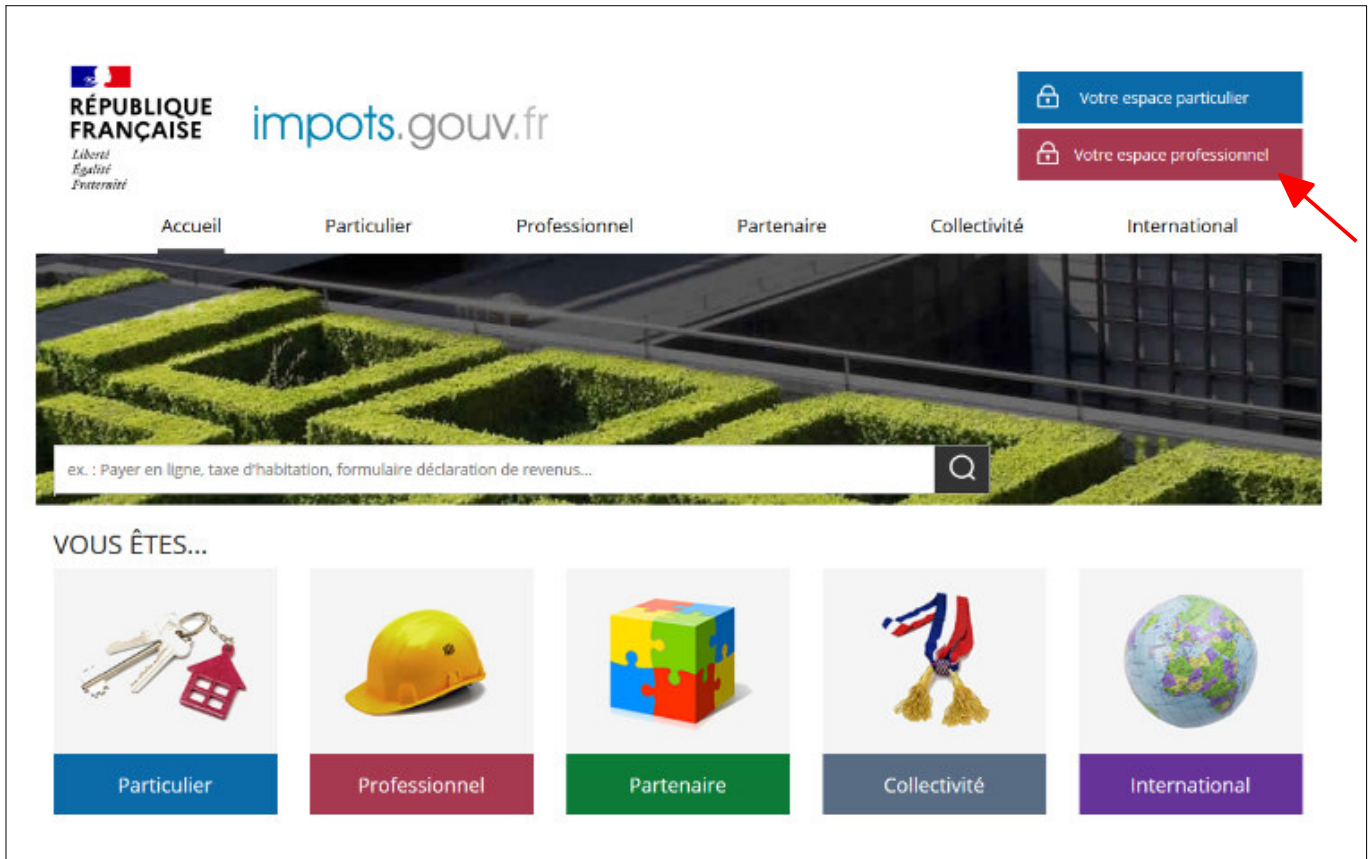 RÉPUBLIQUE
FRANÇAISE
Liberté
Égalité
Fraternité
impots.gouv.fr
Votre espace particulier
Votre espace professionnel
Accueil Particulier Professionnel Partenaire Collectivité International
ex. : Payer en ligne, taxe d'habitation, formulaire déclaration de revenus...
VOUS ÊTES...
Particulier Professionnel Partenaire Collectivité International